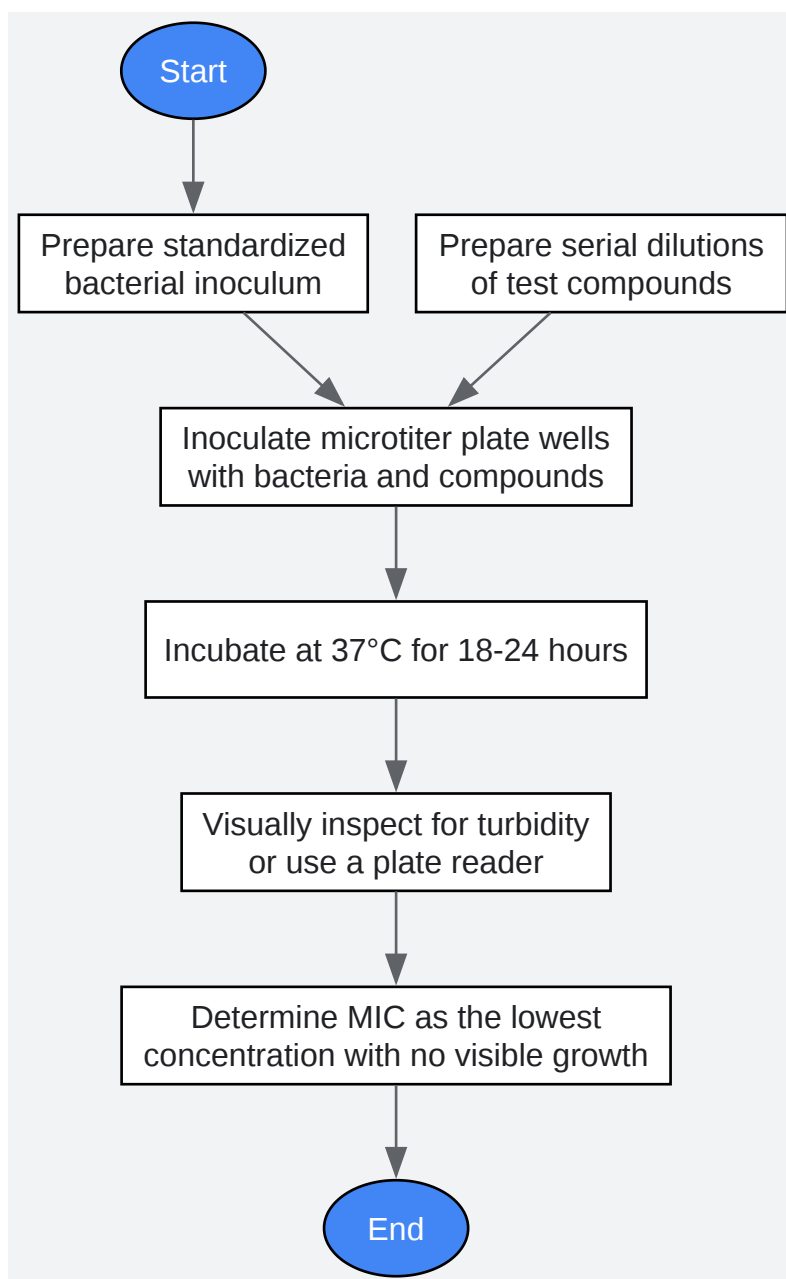 Start
Prepare standardized
bacterial inoculum
Prepare serial dilutions
of test compounds
Inoculate microtiter plate wells
with bacteria and compounds
Incubate at 37°C for 18-24 hours
Visually inspect for turbidity
or use a plate reader
Determine MIC as the lowest
concentration with no visible growth
End